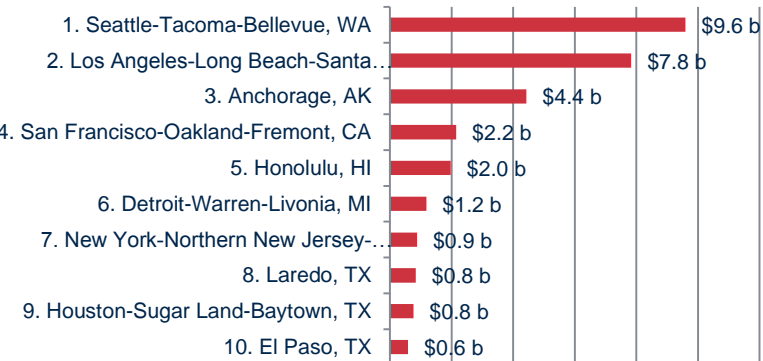 1. Seattle-Tacoma-Bellevue, WA $9.6 b
2. Los Angeles-Long Beach-Santa… $7.8 b
3. Anchorage, AK $4.4 b
4. San Francisco-Oakland-Fremont, CA $2.2 b
5. Honolulu, HI $2.0 b
6. Detroit-Warren-Livonia, MI $1.2 b
7. New York-Northern New Jersey-… $0.9 b
8. Laredo, TX $0.8 b
9. Houston-Sugar Land-Baytown, TX $0.8 b
10. El Paso, TX $0.6 b